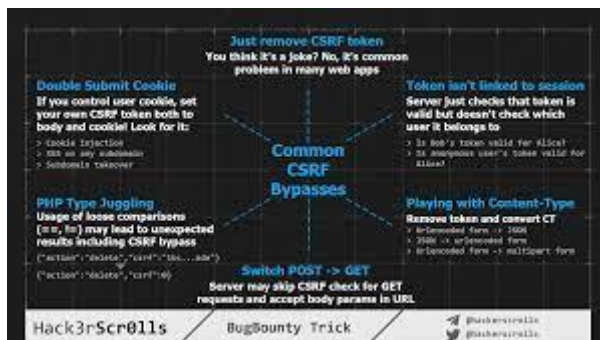 Just remove CSRF token
You think it's a joke? No, it's common
problem in many web apps
Double Submit Cookie
If you control user cookie, set
your own CSRF token both to
body and cookie! Look for it:
> Cookie injection
> XSS on any subdomain
> Subdomain takeover
Token isn't linked to session
Server just checks that token is
valid but doesn't check which
user it belongs to
> Is Bob's token valid for Alice?
> Is anonymous user's token valid for
Alice?
Common
CSRF
Bypasses
PHP Type Juggling
Usage of loose comparisons
(==, !=) may lead to unexpected
results including CSRF bypass
{"action":"delete","csrf":
{"action":"delete","csrf":0}
Playing with Content-Type
Remove token and convert CT
> Urlencoded form -> JSON
> JSON -> urlencoded form
> Urlencoded form -> multipart form
Switch POST -> GET
Server may skip CSRF check for GET
requests and accept body params in URL
Hack3rScr0lls
BugBounty Trick
@hackerscrolls
@hackerscrolls